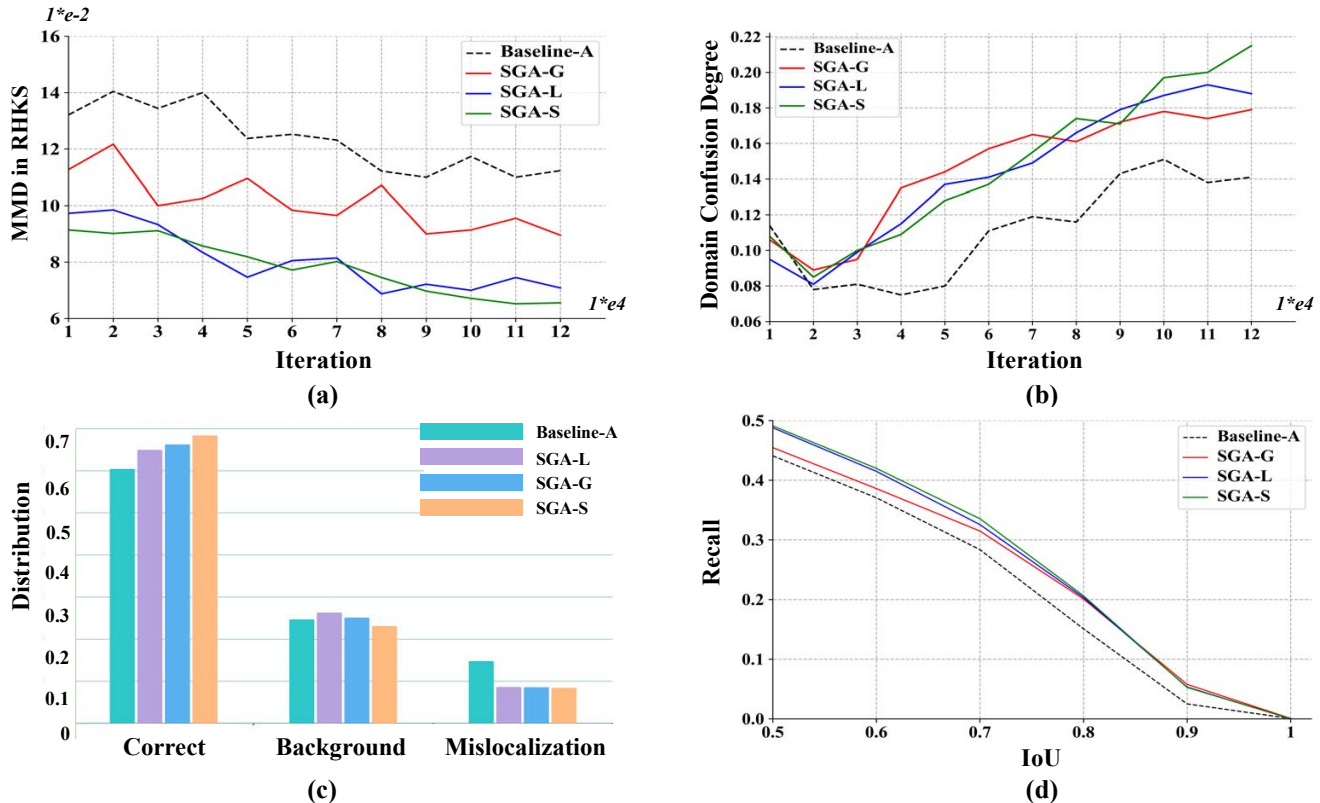 1*e-2
16
14
12
10
8
6
MMD in RHKS
Baseline-A
SGA-G
SGA-L
SGA-S
1 2 3 4 5 6 7 8 9 10 11 12
1*e4
Iteration
(a)
0.22
0.20
0.18
0.16
0.14
0.12
0.10
0.08
0.06
Domain Confusion Degree
Baseline-A
SGA-G
SGA-L
SGA-S
1 2 3 4 5 6 7 8 9 10 11 12
1*e4
Iteration
(b)
0.7
0.6
0.5
0.4
0.3
0.2
0.1
0
Distribution
Baseline-A
SGA-L
SGA-G
SGA-S
Correct Background Mislocalization
(c)
0.5
0.4
0.3
0.2
0.1
0.0
Recall
Baseline-A
SGA-G
SGA-L
SGA-S
0.5 0.6 0.7 0.8 0.9 1
IoU
(d)